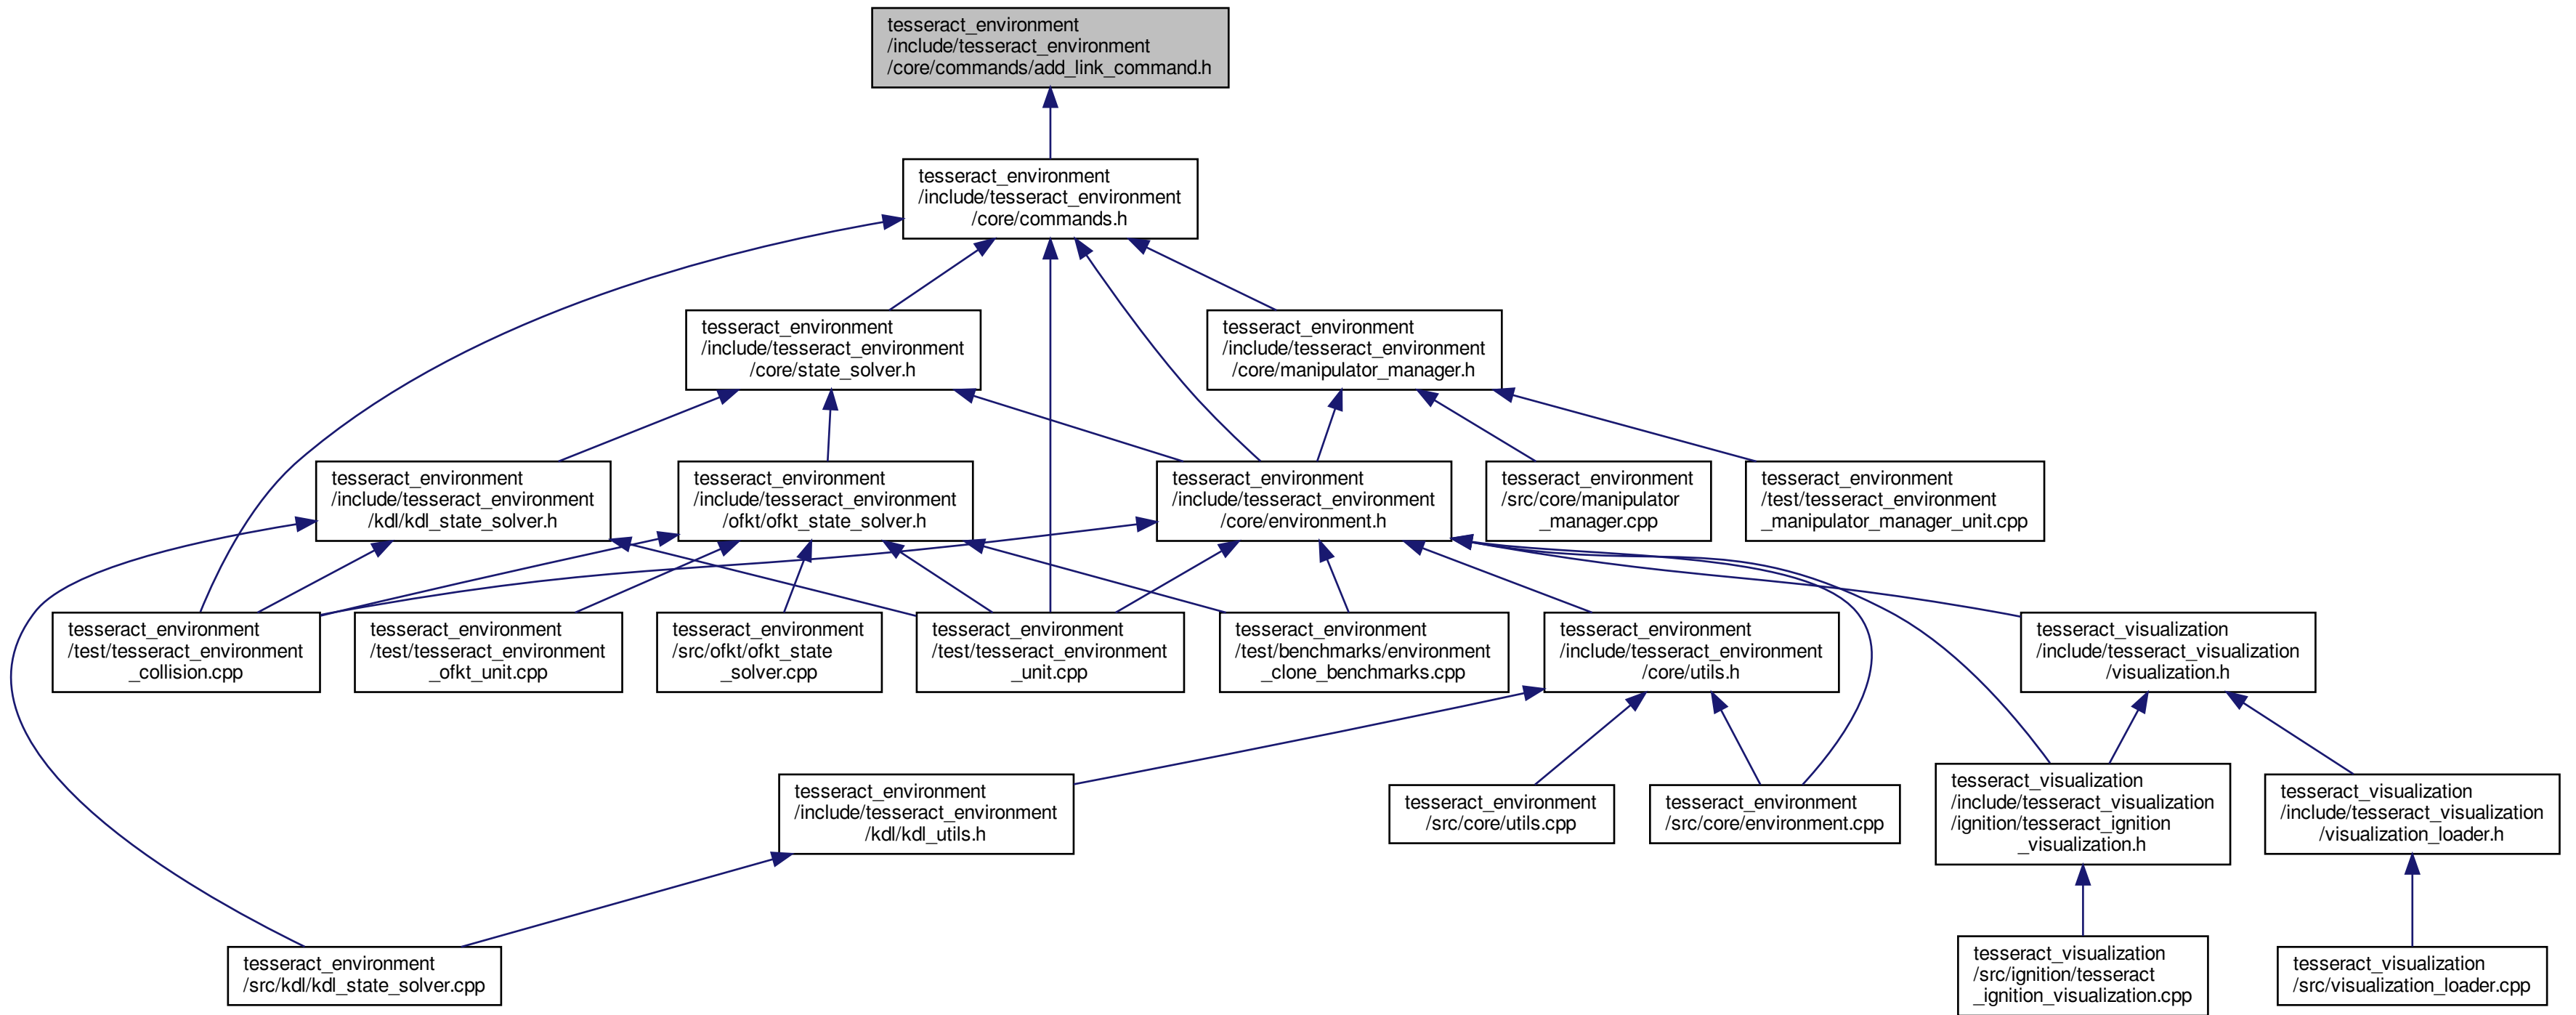 tesseract_environment
/include/tesseract_environment
/core/commands/add_link_command.h
tesseract_environment
/include/tesseract_environment
/core/commands.h
tesseract_environment
/include/tesseract_environment
/core/state_solver.h
tesseract_environment
/include/tesseract_environment
/core/manipulator_manager.h
tesseract_environment
/include/tesseract_environment
/kdl/kdl_state_solver.h
tesseract_environment
/include/tesseract_environment
/ofkt/ofkt_state_solver.h
tesseract_environment
/include/tesseract_environment
/core/environment.h
tesseract_environment
/src/core/manipulator
_manager.cpp
tesseract_environment
/test/tesseract_environment
_manipulator_manager_unit.cpp
tesseract_environment
/test/tesseract_environment
_collision.cpp
tesseract_environment
/test/tesseract_environment
_ofkt_unit.cpp
tesseract_environment
/src/ofkt/ofkt_state
_solver.cpp
tesseract_environment
/test/tesseract_environment
_unit.cpp
tesseract_environment
/test/benchmarks/environment
_clone_benchmarks.cpp
tesseract_environment
/include/tesseract_environment
/core/utils.h
tesseract_visualization
/include/tesseract_visualization
/visualization.h
tesseract_environment
/include/tesseract_environment
/kdl/kdl_utils.h
tesseract_environment
/src/core/utils.cpp
tesseract_environment
/src/core/environment.cpp
tesseract_visualization
/include/tesseract_visualization
/ignition/tesseract_ignition
_visualization.h
tesseract_visualization
/include/tesseract_visualization
/visualization_loader.h
tesseract_environment
/src/kdl/kdl_state_solver.cpp
tesseract_visualization
/src/ignition/tesseract
_ignition_visualization.cpp
tesseract_visualization
/src/visualization_loader.cpp